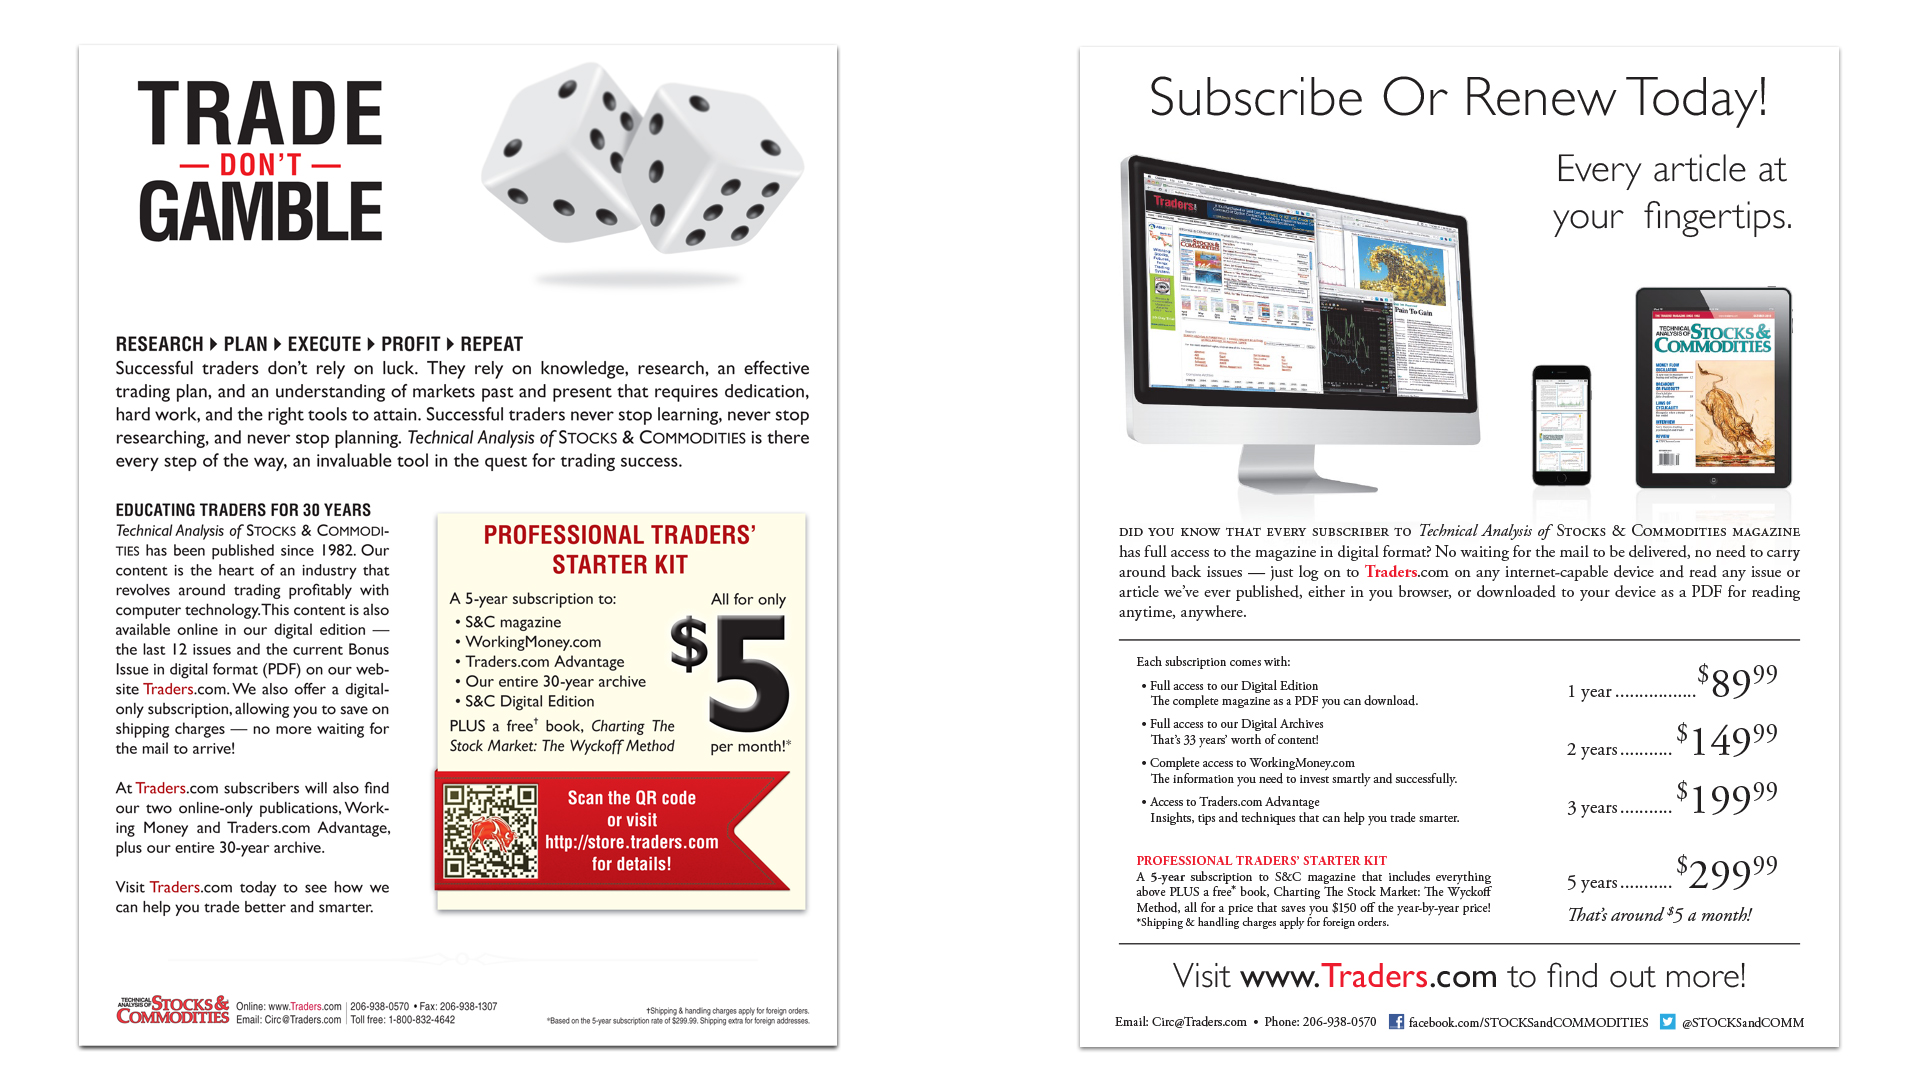 TRADE
— DON'T —
GAMBLE
RESEARCH ▶ PLAN ▶ EXECUTE ▶ PROFIT ▶ REPEAT
Successful traders don't rely on luck. They rely on knowledge, research, an effective
trading plan, and an understanding of markets past and present that requires dedication,
hard work, and the right tools to attain. Successful traders never stop learning, never stop
researching, and never stop planning. Technical Analysis of STOCKS & COMMODITIES is there
every step of the way, an invaluable tool in the quest for trading success.
EDUCATING TRADERS FOR 30 YEARS
Technical Analysis of STOCKS & COMMODI-
TIES has been published since 1982. Our
content is the heart of an industry that
revolves around trading profitably with
computer technology. This content is also
available online in our digital edition —
the last 12 issues and the current Bonus
Issue in digital format (PDF) on our web-
site Traders.com. We also offer a digital-
only subscription, allowing you to save on
shipping charges — no more waiting for
the mail to arrive!
At Traders.com subscribers will also find
our two online-only publications, Work-
ing Money and Traders.com Advantage,
plus our entire 30-year archive.
Visit Traders.com today to see how we
can help you trade better and smarter.
PROFESSIONAL TRADERS'
STARTER KIT
A 5-year subscription to:
• S&C magazine
• WorkingMoney.com
• Traders.com Advantage
• Our entire 30-year archive
• S&C Digital Edition
PLUS a free† book, Charting The
Stock Market: The Wyckoff Method
All for only
$5
per month!*
Scan the QR code
or visit
http://store.traders.com
for details!
TECHNICAL ANALYSIS OF STOCKS & COMMODITIES
Online: www.Traders.com | 206-938-0570 • Fax: 206-938-1307
Email: Circ@Traders.com | Toll free: 1-800-832-4642
†Shipping & handling charges apply for foreign orders.
*Based on the 5-year subscription rate of $299.99. Shipping extra for foreign addresses.
Subscribe Or Renew Today!
Every article at
your fingertips.
Traders
STOCKS &
COMMODITIES
Pain To Gain
TECHNICAL
ANALYSIS OF
STOCKS &
COMMODITIES
MONEY FLOW
OSCILLATOR
BREAKOUT
OR FAKEOUT?
LAWS OF
CYCLICALITY
INTERVIEW
REVIEW
DID YOU KNOW THAT EVERY SUBSCRIBER TO Technical Analysis of STOCKS & COMMODITIES MAGAZINE
has full access to the magazine in digital format? No waiting for the mail to be delivered, no need to carry
around back issues — just log on to Traders.com on any internet-capable device and read any issue or
article we've ever published, either in you browser, or downloaded to your device as a PDF for reading
anytime, anywhere.
Each subscription comes with:
• Full access to our Digital Edition
The complete magazine as a PDF you can download.
• Full access to our Digital Archives
That's 33 years' worth of content!
• Complete access to WorkingMoney.com
The information you need to invest smartly and successfully.
• Access to Traders.com Advantage
Insights, tips and techniques that can help you trade smarter.
PROFESSIONAL TRADERS' STARTER KIT
A 5-year subscription to S&C magazine that includes everything
above PLUS a free* book, Charting The Stock Market: The Wyckoff
Method, all for a price that saves you $150 off the year-by-year price!
*Shipping & handling charges apply for foreign orders.
1 year ................. $89 99
2 years ........... $149 99
3 years ........... $199 99
5 years ........... $299 99
That's around $5 a month!
Visit www.Traders.com to find out more!
Email: Circ@Traders.com • Phone: 206-938-0570 facebook.com/STOCKSandCOMMODITIES @STOCKSandCOMM